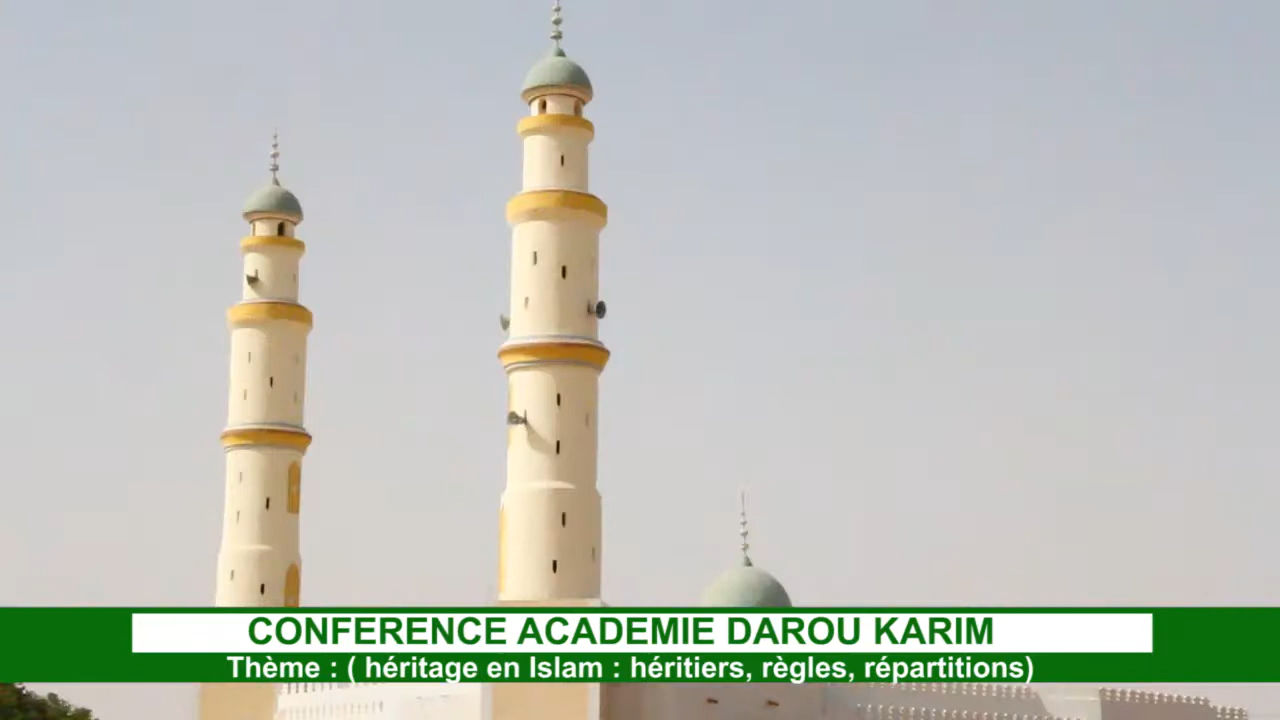 CONFERENCE ACADEMIE DAROU KARIM
Thème : ( héritage en Islam : héritiers, règles, répartitions)